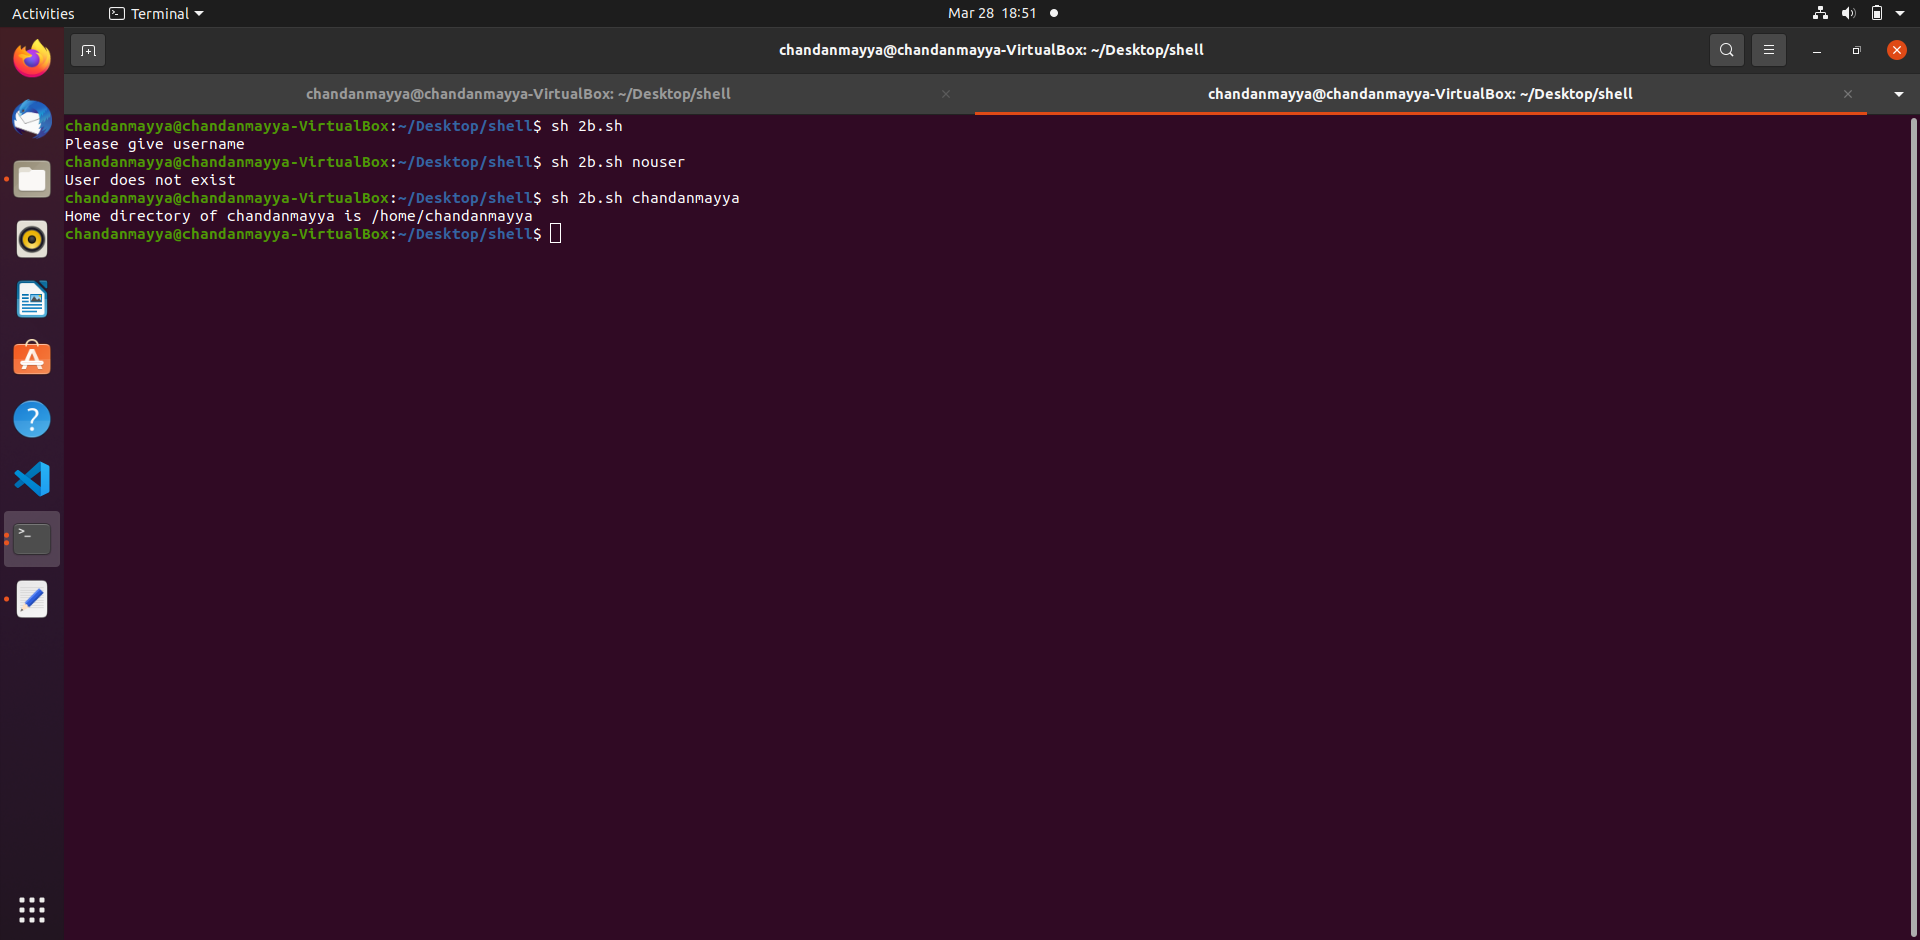 Activities Terminal Mar 28 18:51
chandanmayya@chandanmayya-VirtualBox: ~/Desktop/shell
chandanmayya@chandanmayya-VirtualBox: ~/Desktop/shell chandanmayya@chandanmayya-VirtualBox: ~/Desktop/shell
chandanmayya@chandanmayya-VirtualBox:~/Desktop/shell$ sh 2b.sh
Please give username
chandanmayya@chandanmayya-VirtualBox:~/Desktop/shell$ sh 2b.sh nouser
User does not exist
chandanmayya@chandanmayya-VirtualBox:~/Desktop/shell$ sh 2b.sh chandanmayya
Home directory of chandanmayya is /home/chandanmayya
chandanmayya@chandanmayya-VirtualBox:~/Desktop/shell$